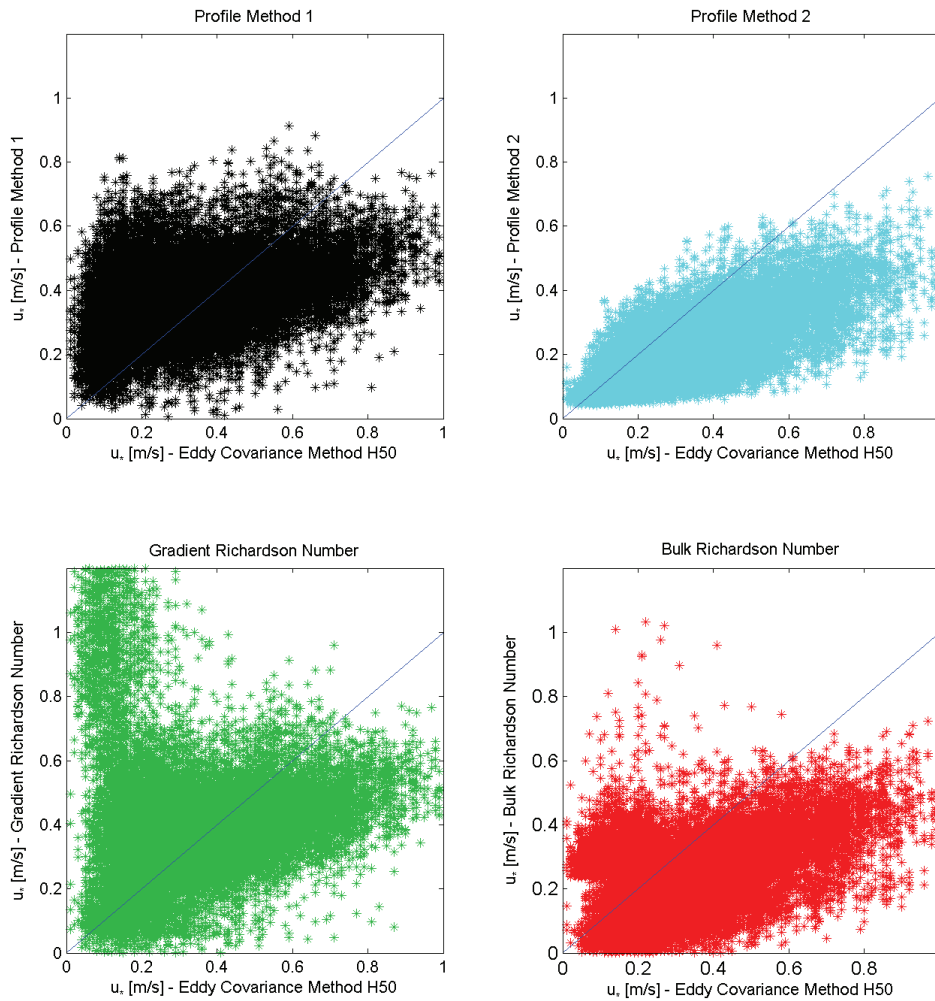 Profile Method 1
1
0.8
0.6
0.4
0.2
0
0 0.2 0.4 0.6 0.8 1
u* [m/s] - Profile Method 1
u* [m/s] - Eddy Covariance Method H50
Profile Method 2
1
0.8
0.6
0.4
0.2
0
0 0.2 0.4 0.6 0.8
u* [m/s] - Profile Method 2
u* [m/s] - Eddy Covariance Method H50
Gradient Richardson Number
1
0.8
0.6
0.4
0.2
0
0 0.2 0.4 0.6 0.8 1
u* [m/s] - Gradient Richardson Number
u* [m/s] - Eddy Covariance Method H50
Bulk Richardson Number
1
0.8
0.6
0.4
0.2
0
0 0.2 0.4 0.6 0.8
u* [m/s] - Bulk Richardson Number
u* [m/s] - Eddy Covariance Method H50